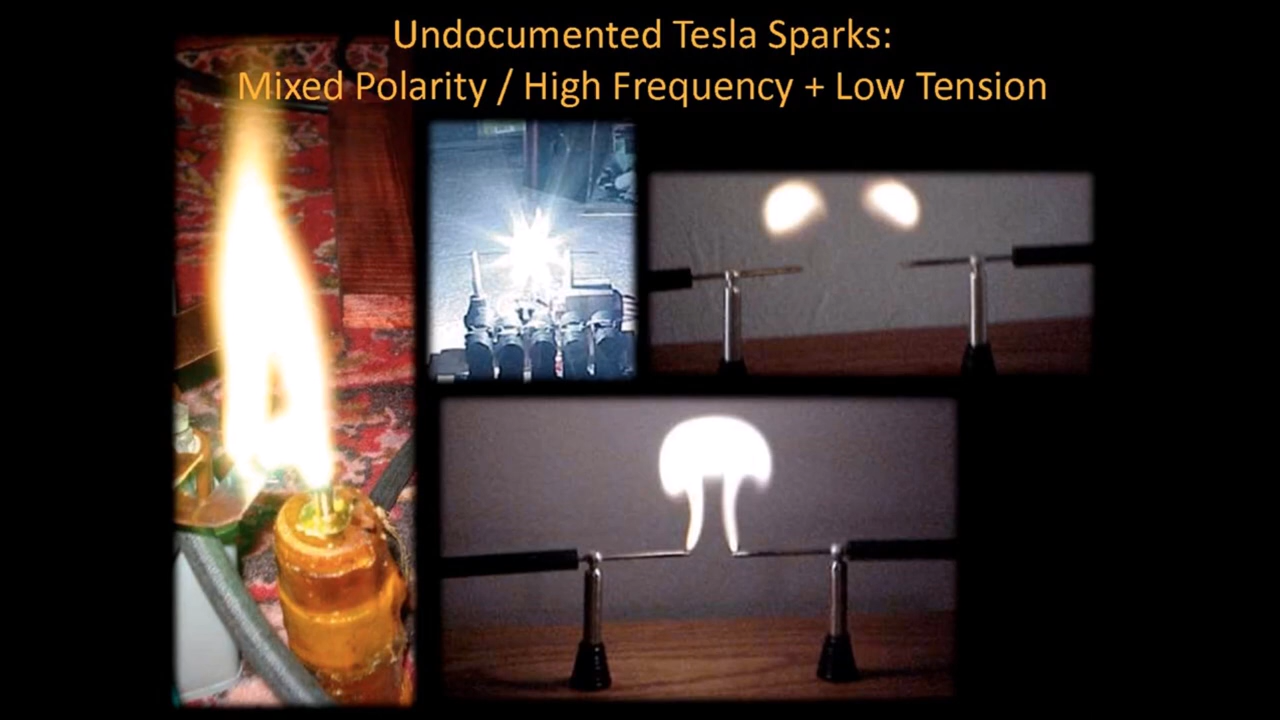 Undocumented Tesla Sparks:
Mixed Polarity / High Frequency + Low Tension